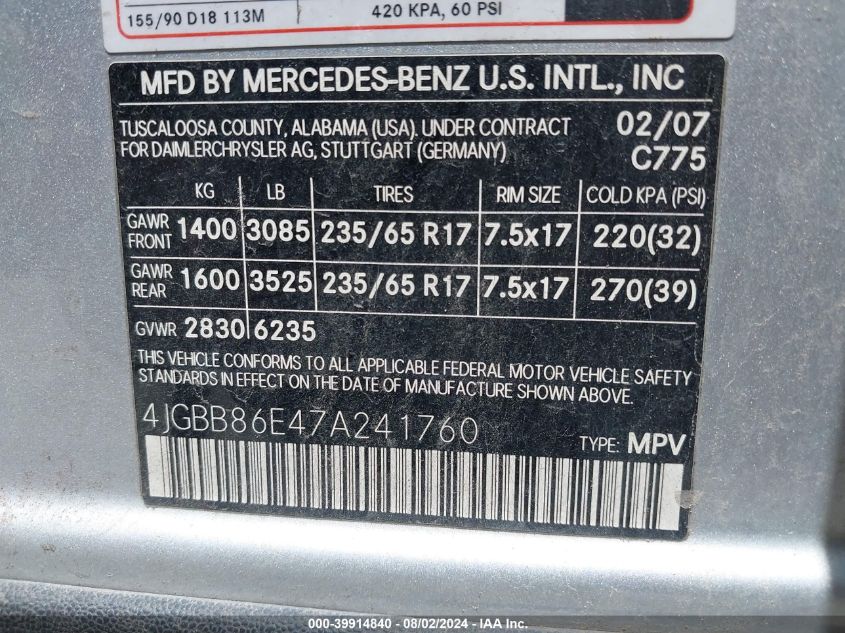 155/90 D18 113M 420 KPA, 60 PSI
MFD BY MERCEDES-BENZ U.S. INTL., INC
TUSCALOOSA COUNTY, ALABAMA (USA). UNDER CONTRACT 02/07
FOR DAIMLERCHRYSLER AG, STUTTGART (GERMANY) C775
KG LB TIRES RIM SIZE COLD KPA (PSI)
GAWR FRONT 1400 3085 235/65 R17 7.5x17 220(32)
GAWR REAR 1600 3525 235/65 R17 7.5x17 270(39)
GVWR 2830 6235
THIS VEHICLE CONFORMS TO ALL APPLICABLE FEDERAL MOTOR VEHICLE SAFETY
STANDARDS IN EFFECT ON THE DATE OF MANUFACTURE SHOWN ABOVE.
4JGBB86E47A241760
TYPE: MPV
000-39914840 - 08/02/2024 - IAA Inc.